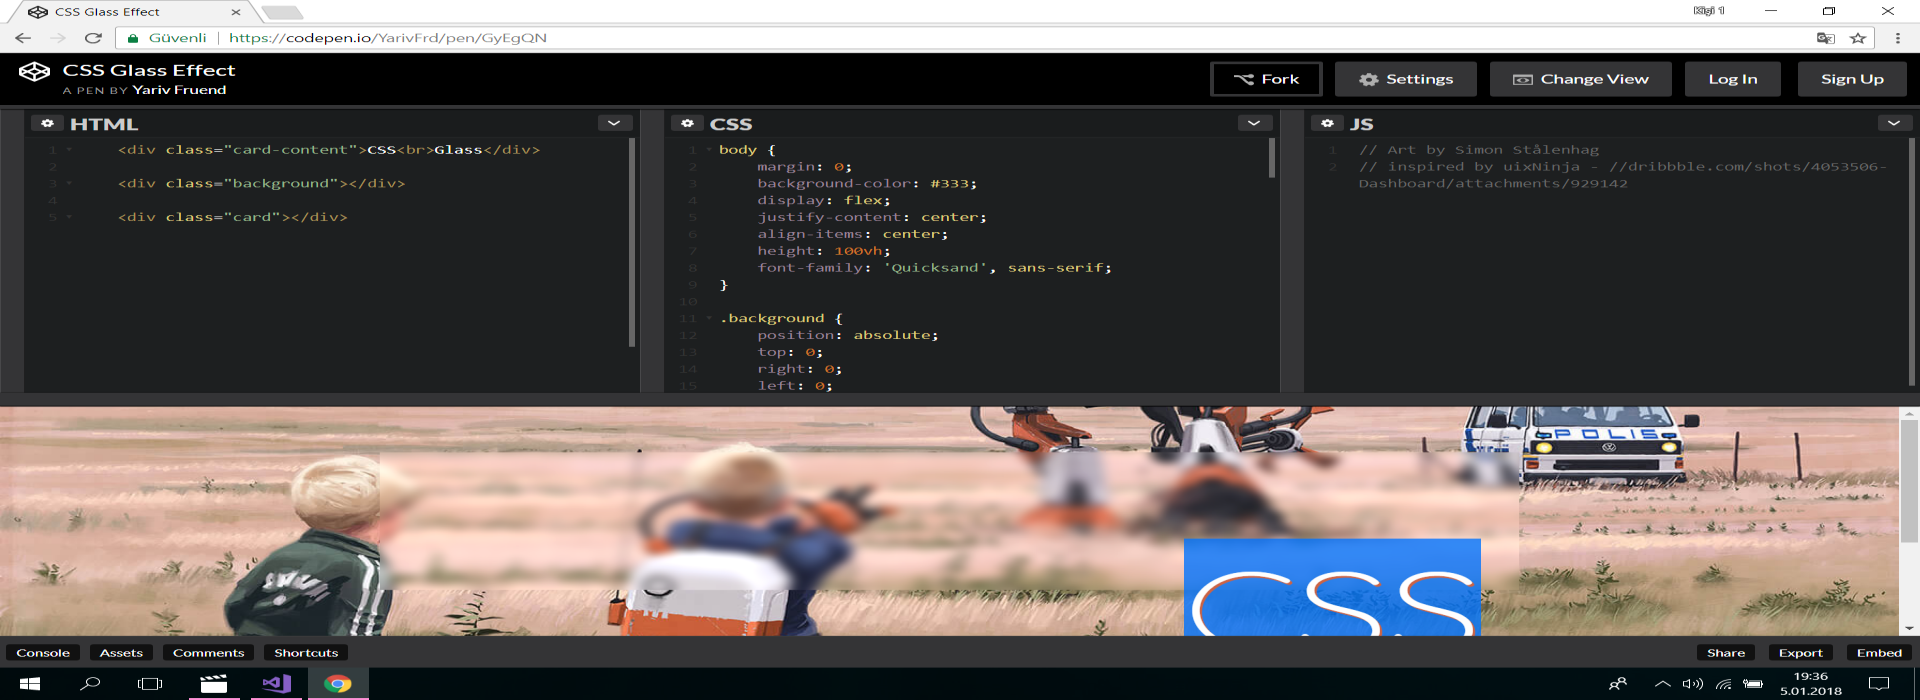 CSS Glass Effect
Kişi 1
Güvenli | https://codepen.io/YarivFrd/pen/GyEgQN
CSS Glass Effect
A PEN BY Yariv Fruend
Fork
Settings
Change View
Log In
Sign Up
HTML
1 <div class="card-content">CSS<br>Glass</div>
2
3 <div class="background"></div>
4
5 <div class="card"></div>
CSS
1 body {
2 margin: 0;
3 background-color: #333;
4 display: flex;
5 justify-content: center;
6 align-items: center;
7 height: 100vh;
8 font-family: 'Quicksand', sans-serif;
9 }
10
11 .background {
12 position: absolute;
13 top: 0;
14 right: 0;
15 left: 0;
JS
1 // Art by Simon Stålenhag
2 // inspired by uixNinja - //dribbble.com/shots/4053506-
Dashboard/attachments/929142
POLIS
CSS
Console
Assets
Comments
Shortcuts
Share
Export
Embed
19:36
5.01.2018